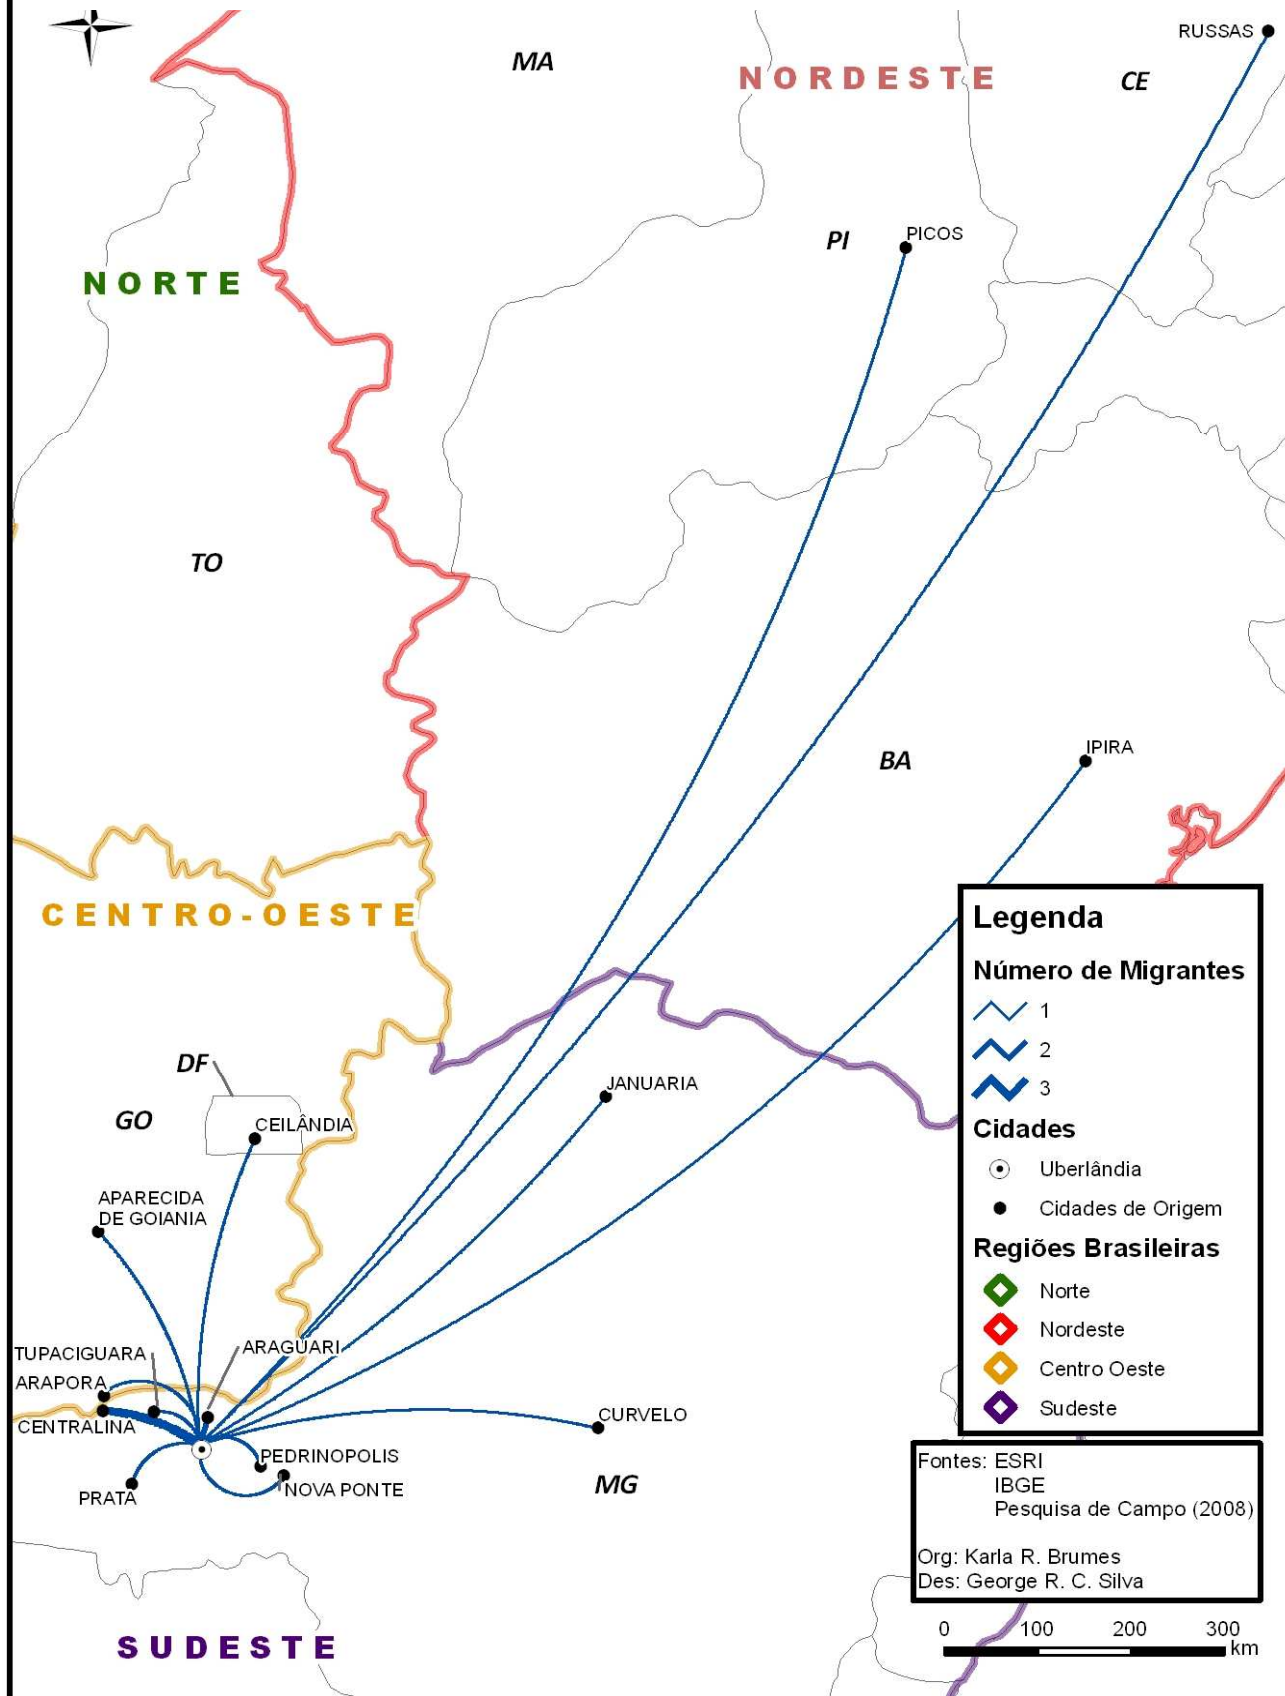 RUSSAS
MA
NORDESTE
CE
PICOS
PI
NORTE
TO
IPIRA
BA
CENTRO-OESTE
DF
JANUARIA
GO
CEILÂNDIA
APARECIDA
DE GOIANIA
TUPACIGUARA
ARAGUARI
ARAPORA
CENTRALINA
CURVELO
PEDRINOPOLIS
NOVA PONTE
PRATA
MG
SUDESTE
Legenda
Número de Migrantes
1
2
3
Cidades
Uberlândia
Cidades de Origem
Regiões Brasileiras
Norte
Nordeste
Centro Oeste
Sudeste
Fontes: ESRI
IBGE
Pesquisa de Campo (2008)
Org: Karla R. Brumes
Des: George R. C. Silva
0 100 200 300
km